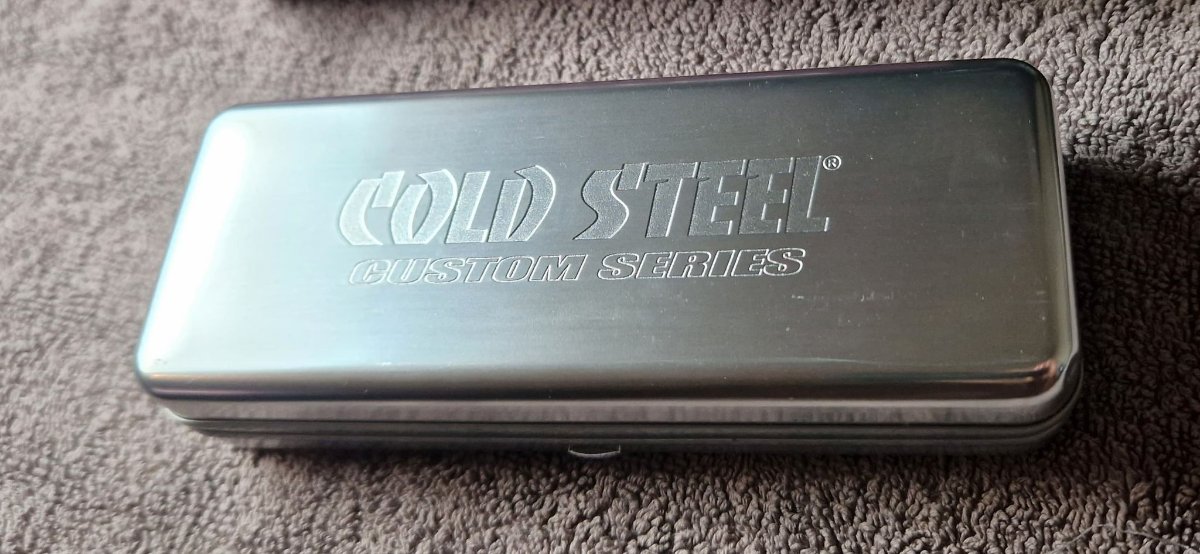 COLD STEEL®
CUSTOM SERIES